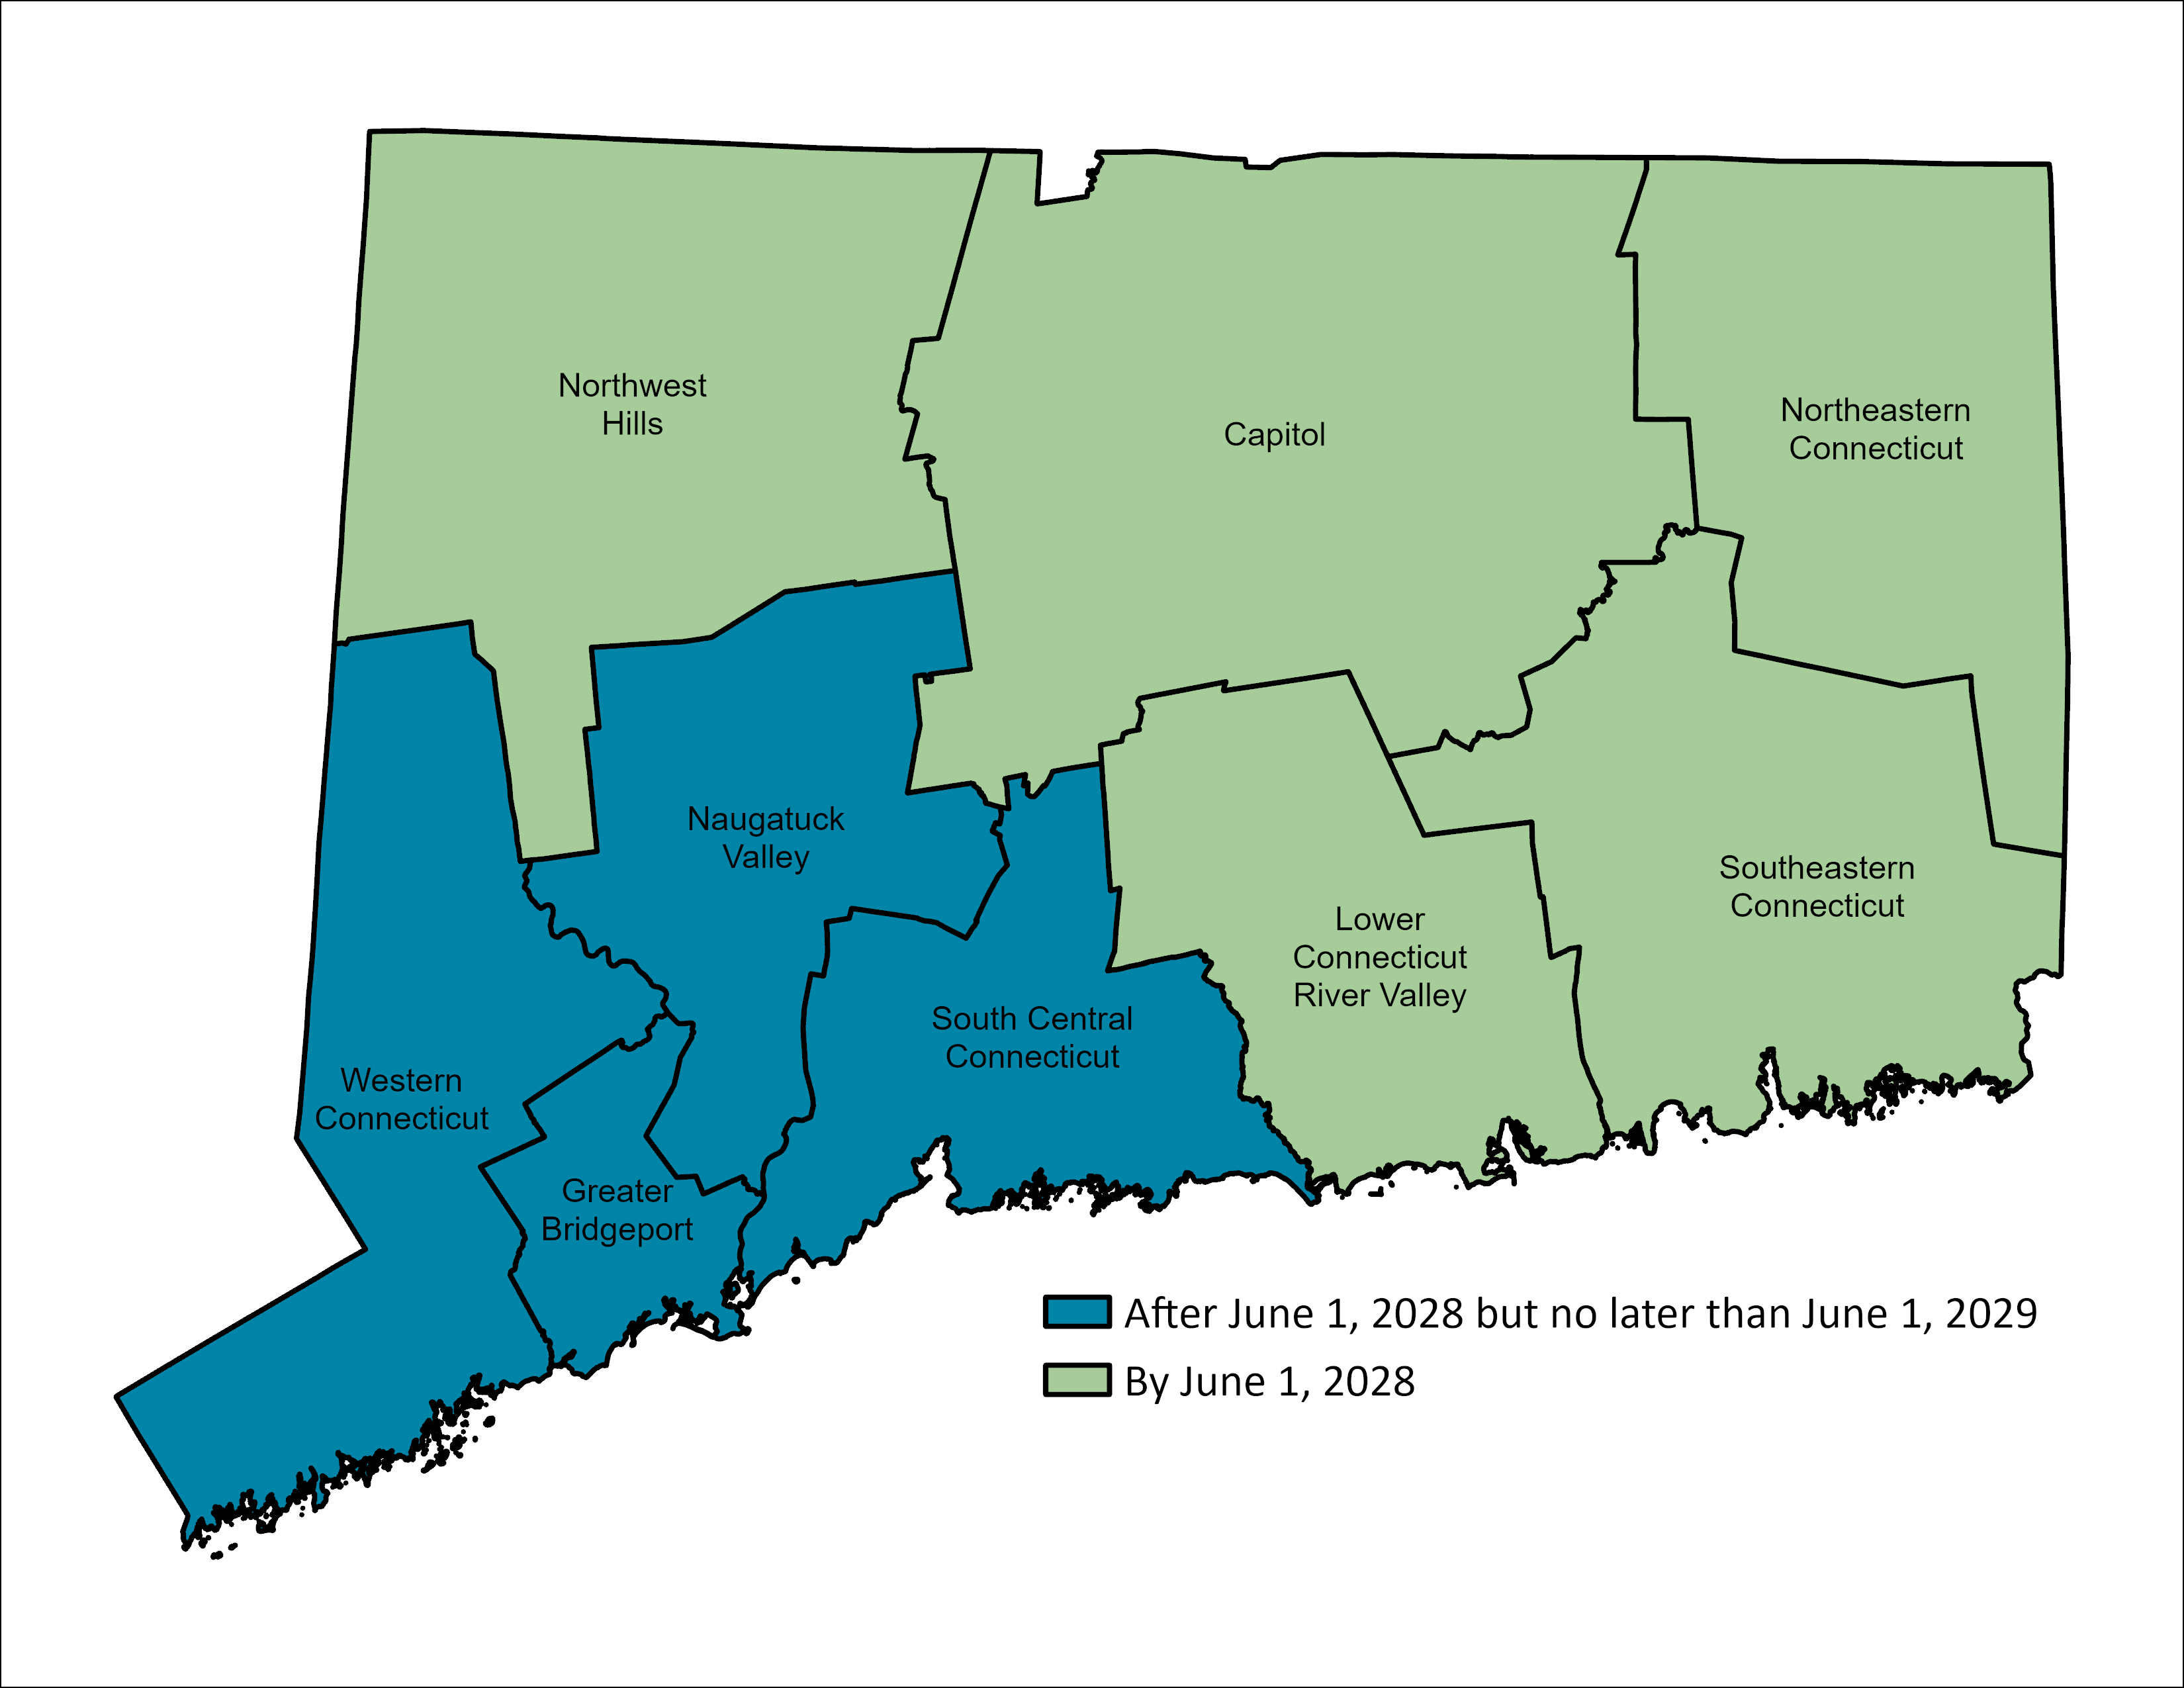 Northwest
Hills
Capitol
Northeastern
Connecticut
Naugatuck
Valley
Southeastern
Connecticut
Lower
Connecticut
River Valley
South Central
Connecticut
Western
Connecticut
Greater
Bridgeport
After June 1, 2028 but no later than June 1, 2029
By June 1, 2028